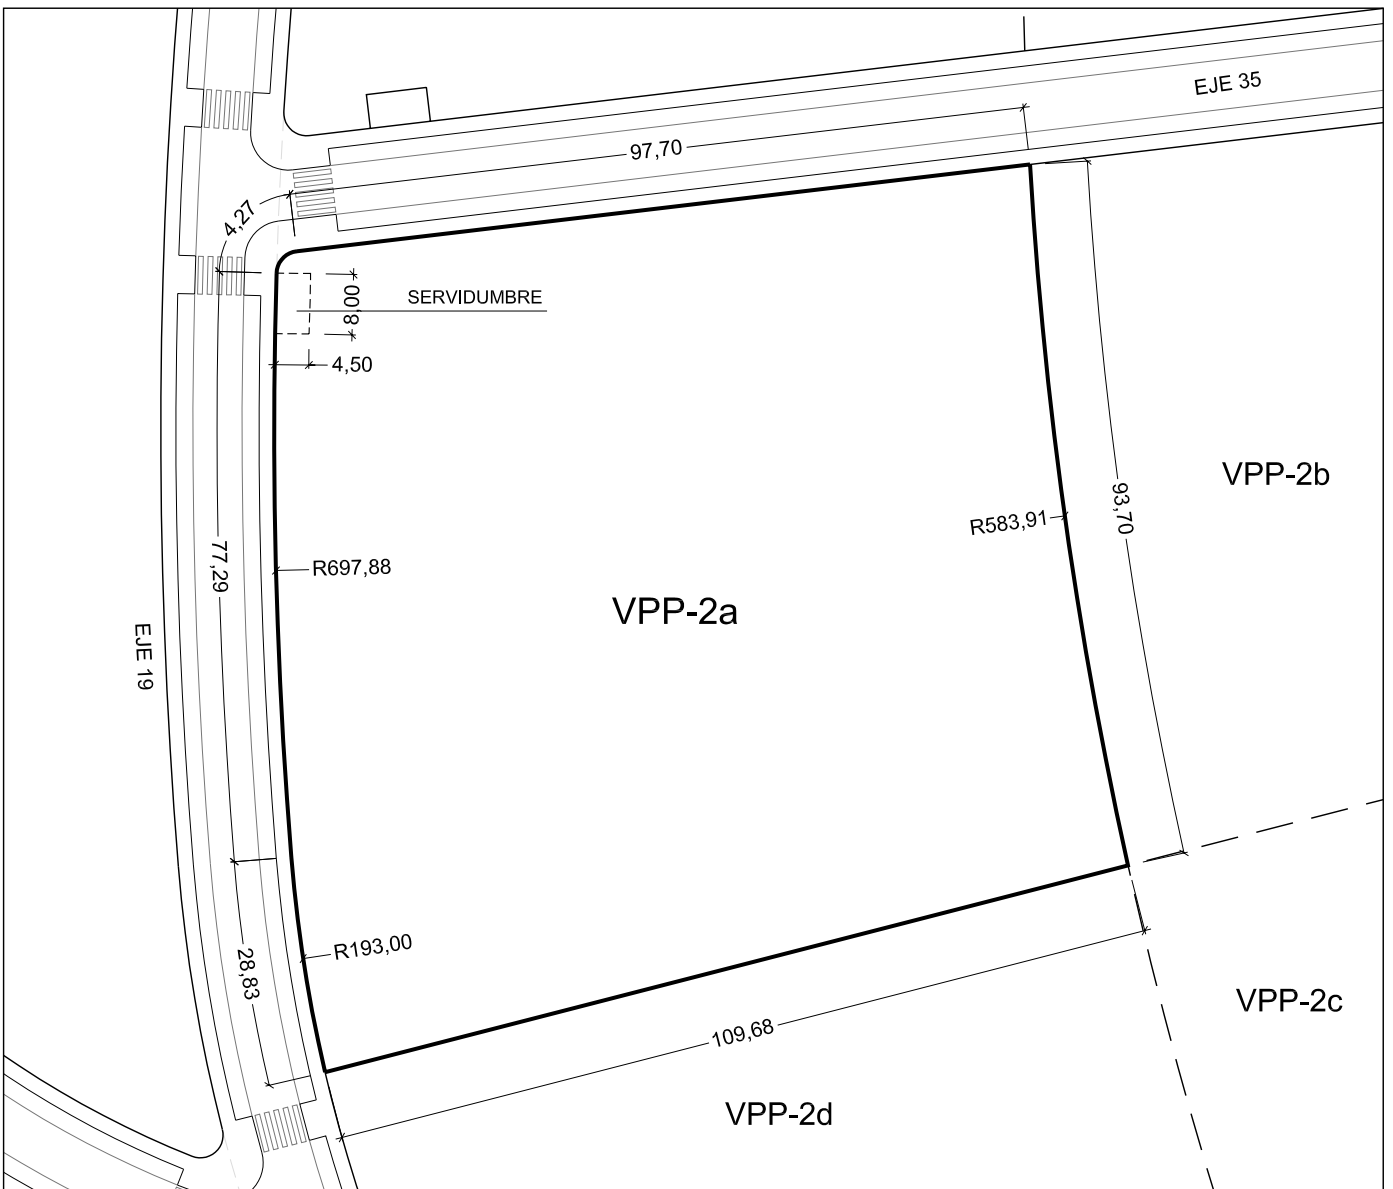 EJE 35
97,70
4,27
SERVIDUMBRE
8,00
4,50
VPP-2b
93,70
R583,91
77,29
R697,88
VPP-2a
EJE 19
R193,00
28,83
109,68
VPP-2c
VPP-2d